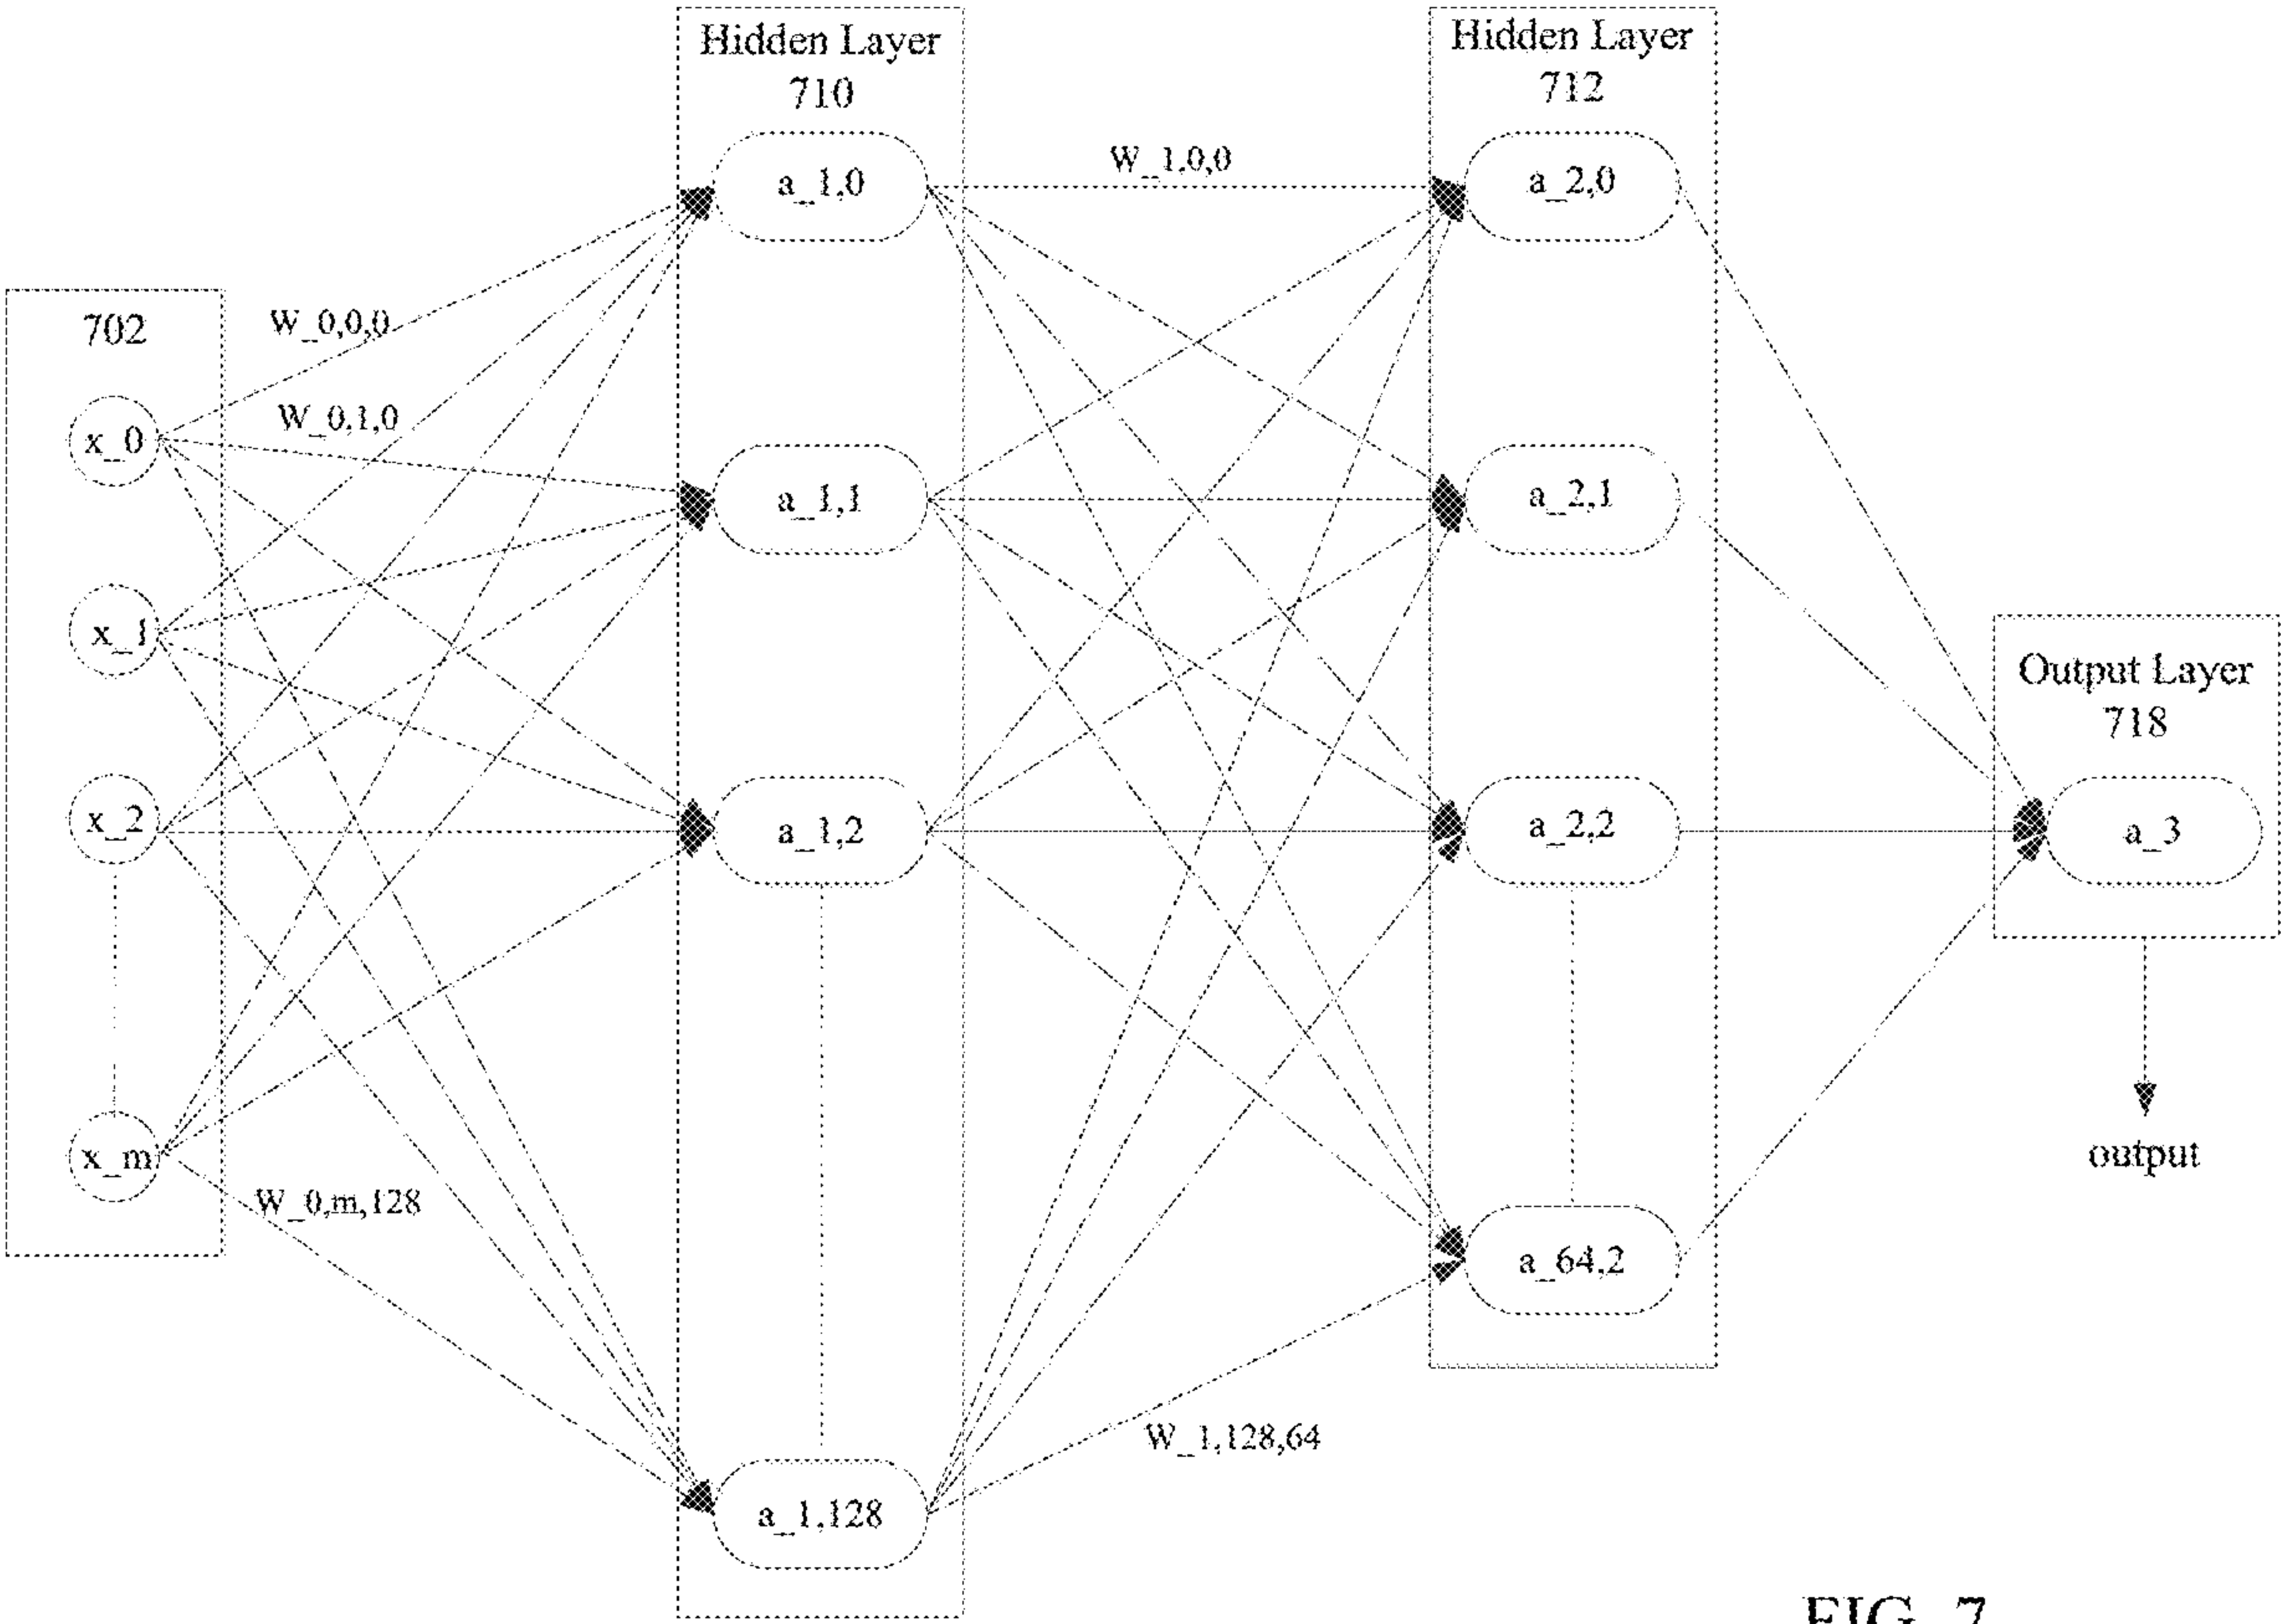 Hidden Layer
710
Hidden Layer
712
a_1,0
W_1,0,0
a_2,0
702
W_0,0,0
x_0
W_0,1,0
a_1,1
a_2,1
x_1
Output Layer
718
x_2
a_1,2
a_2,2
a_3
x_m
W_0,m,128
output
a_64,2
W_1,128,64
a_1,128
FIG. 7